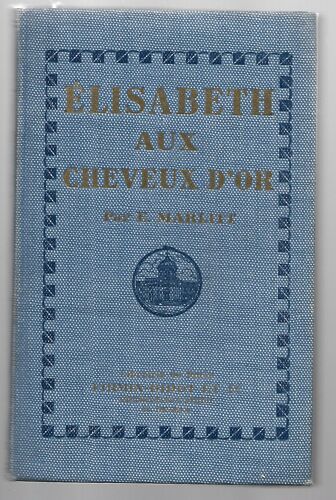 ÉLISABETH
AUX
CHEVEUX D'OR
Par E. MARLITT
FIRMIN-DIDOT ET Cie